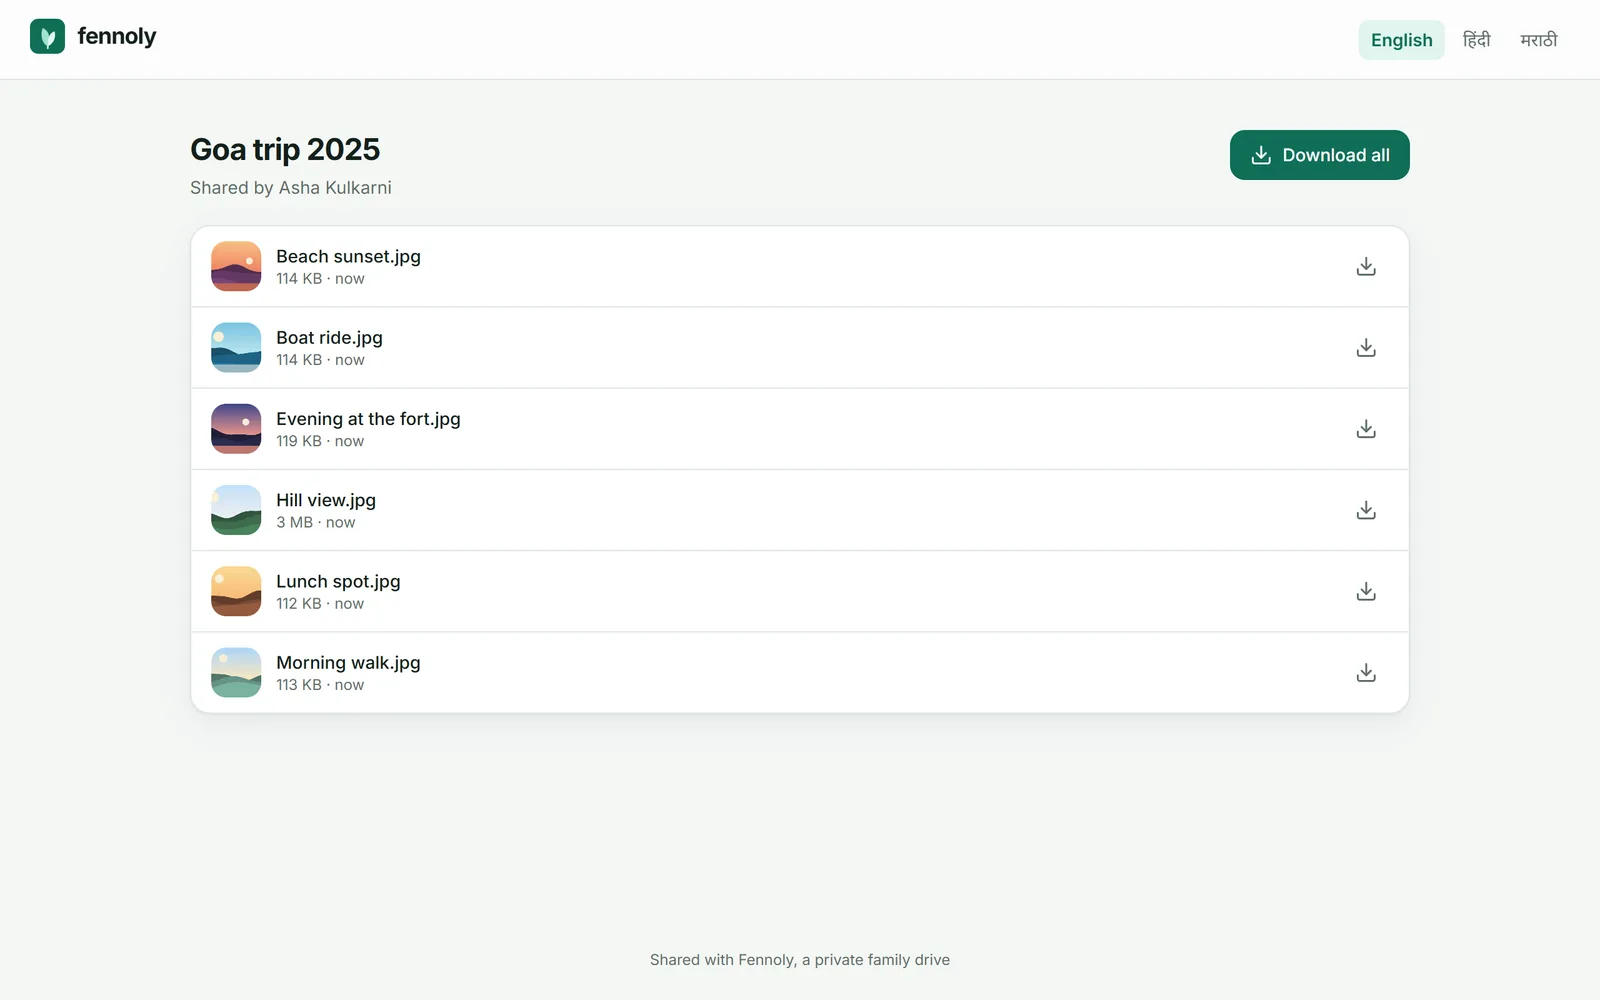 fennoly
English हिंदी मराठी
Goa trip 2025
Shared by Asha Kulkarni
Download all
Beach sunset.jpg
114 KB · now
Boat ride.jpg
114 KB · now
Evening at the fort.jpg
119 KB · now
Hill view.jpg
3 MB · now
Lunch spot.jpg
112 KB · now
Morning walk.jpg
113 KB · now
Shared with Fennoly, a private family drive